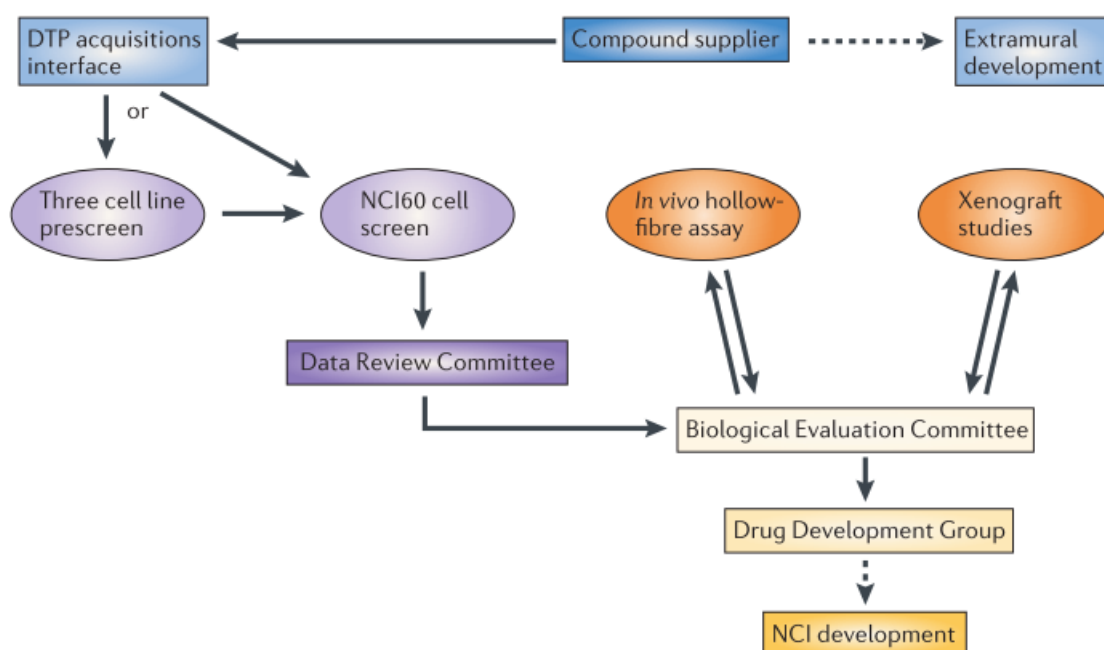 DTP acquisitions
interface
Compound supplier
Extramural
development
or
Three cell line
prescreen
NCI60 cell
screen
In vivo hollow-
fibre assay
Xenograft
studies
Data Review Committee
Biological Evaluation Committee
Drug Development Group
NCI development